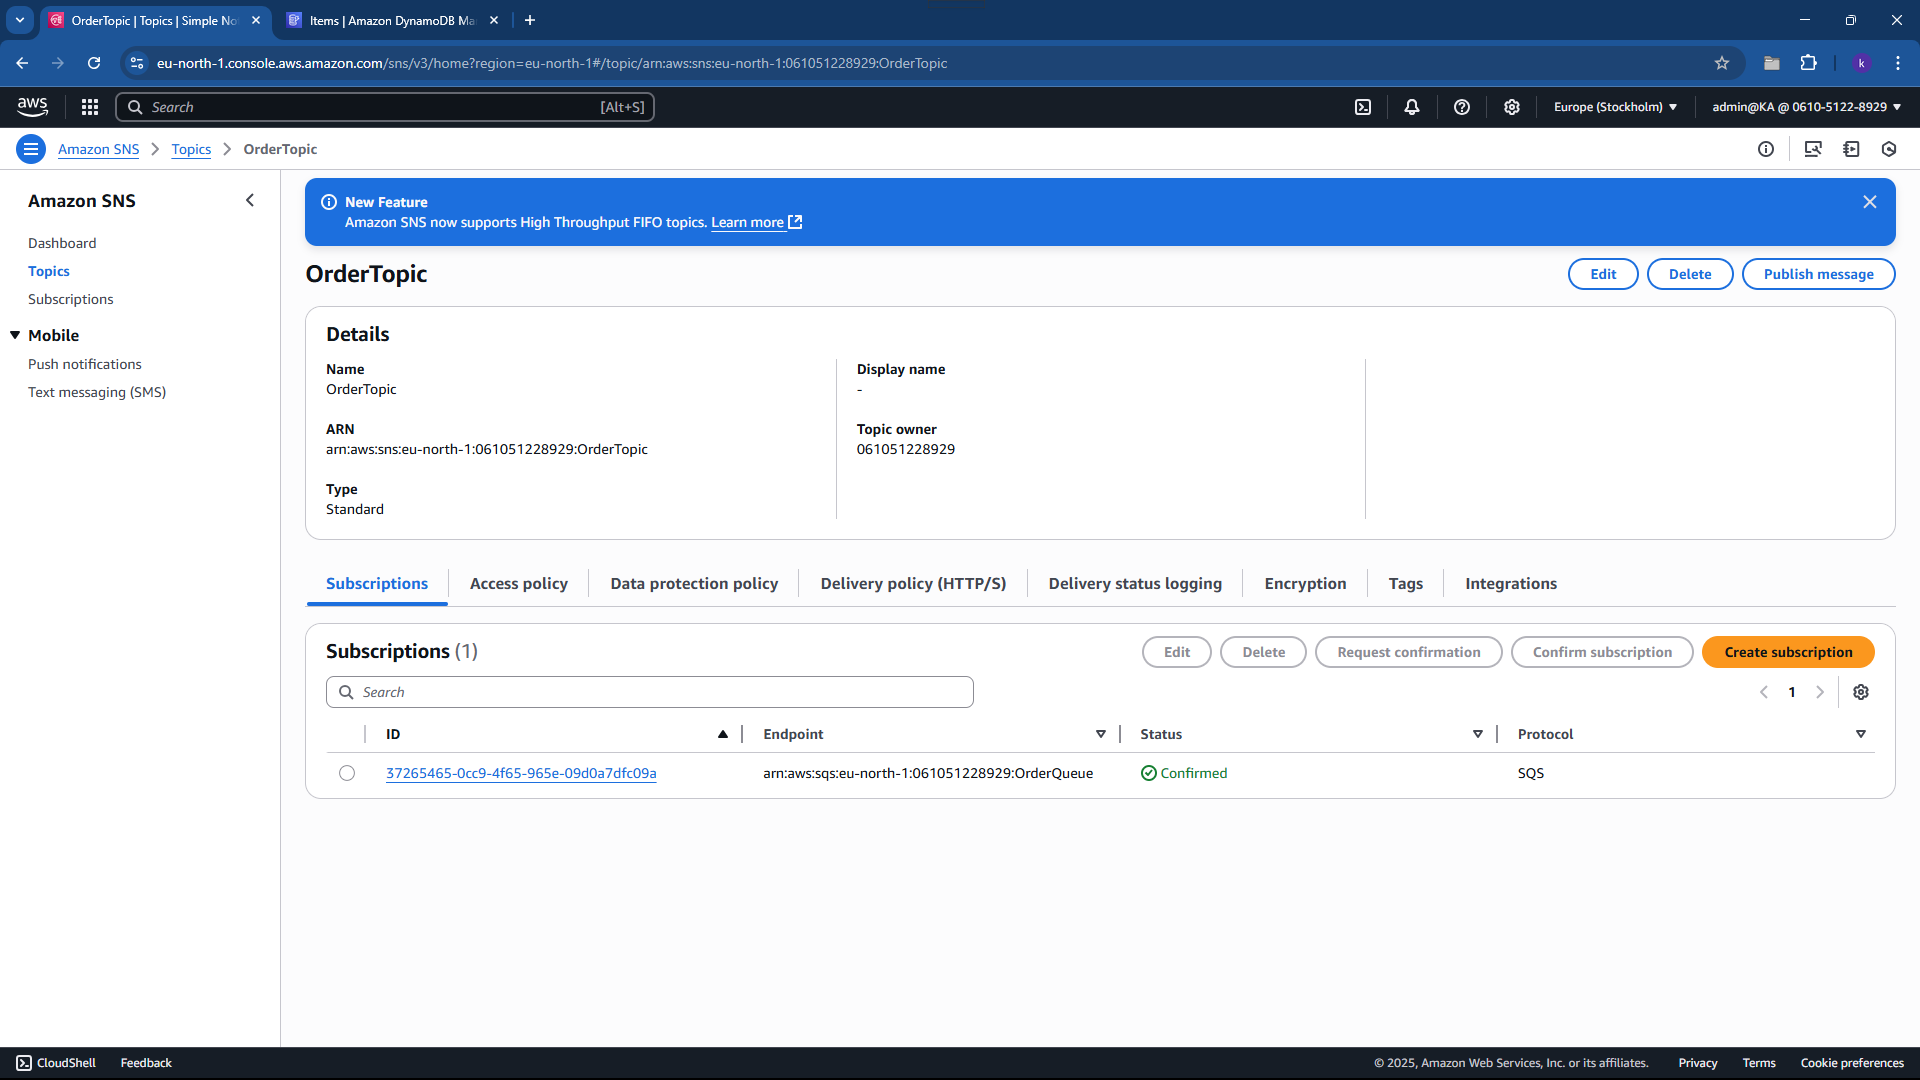 OrderTopic | Topics | Simple No
Items | Amazon DynamoDB Ma
eu-north-1.console.aws.amazon.com/sns/v3/home?region=eu-north-1#/topic/arn:aws:sns:eu-north-1:061051228929:OrderTopic
k
aws
Search
[Alt+S]
Europe (Stockholm)
admin@KA @ 0610-5122-8929
Amazon SNS
Topics
OrderTopic
Amazon SNS
Dashboard
Topics
Subscriptions
Mobile
Push notifications
Text messaging (SMS)
New Feature
Amazon SNS now supports High Throughput FIFO topics. Learn more
OrderTopic
Edit
Delete
Publish message
Details
Name
OrderTopic
ARN
arn:aws:sns:eu-north-1:061051228929:OrderTopic
Type
Standard
Display name
-
Topic owner
061051228929
Subscriptions
Access policy
Data protection policy
Delivery policy (HTTP/S)
Delivery status logging
Encryption
Tags
Integrations
Subscriptions (1)
Edit
Delete
Request confirmation
Confirm subscription
Create subscription
Search
1
ID
Endpoint
Status
Protocol
37265465-0cc9-4f65-965e-09d0a7dfc09a
arn:aws:sqs:eu-north-1:061051228929:OrderQueue
Confirmed
SQS
CloudShell
Feedback
© 2025, Amazon Web Services, Inc. or its affiliates.
Privacy
Terms
Cookie preferences